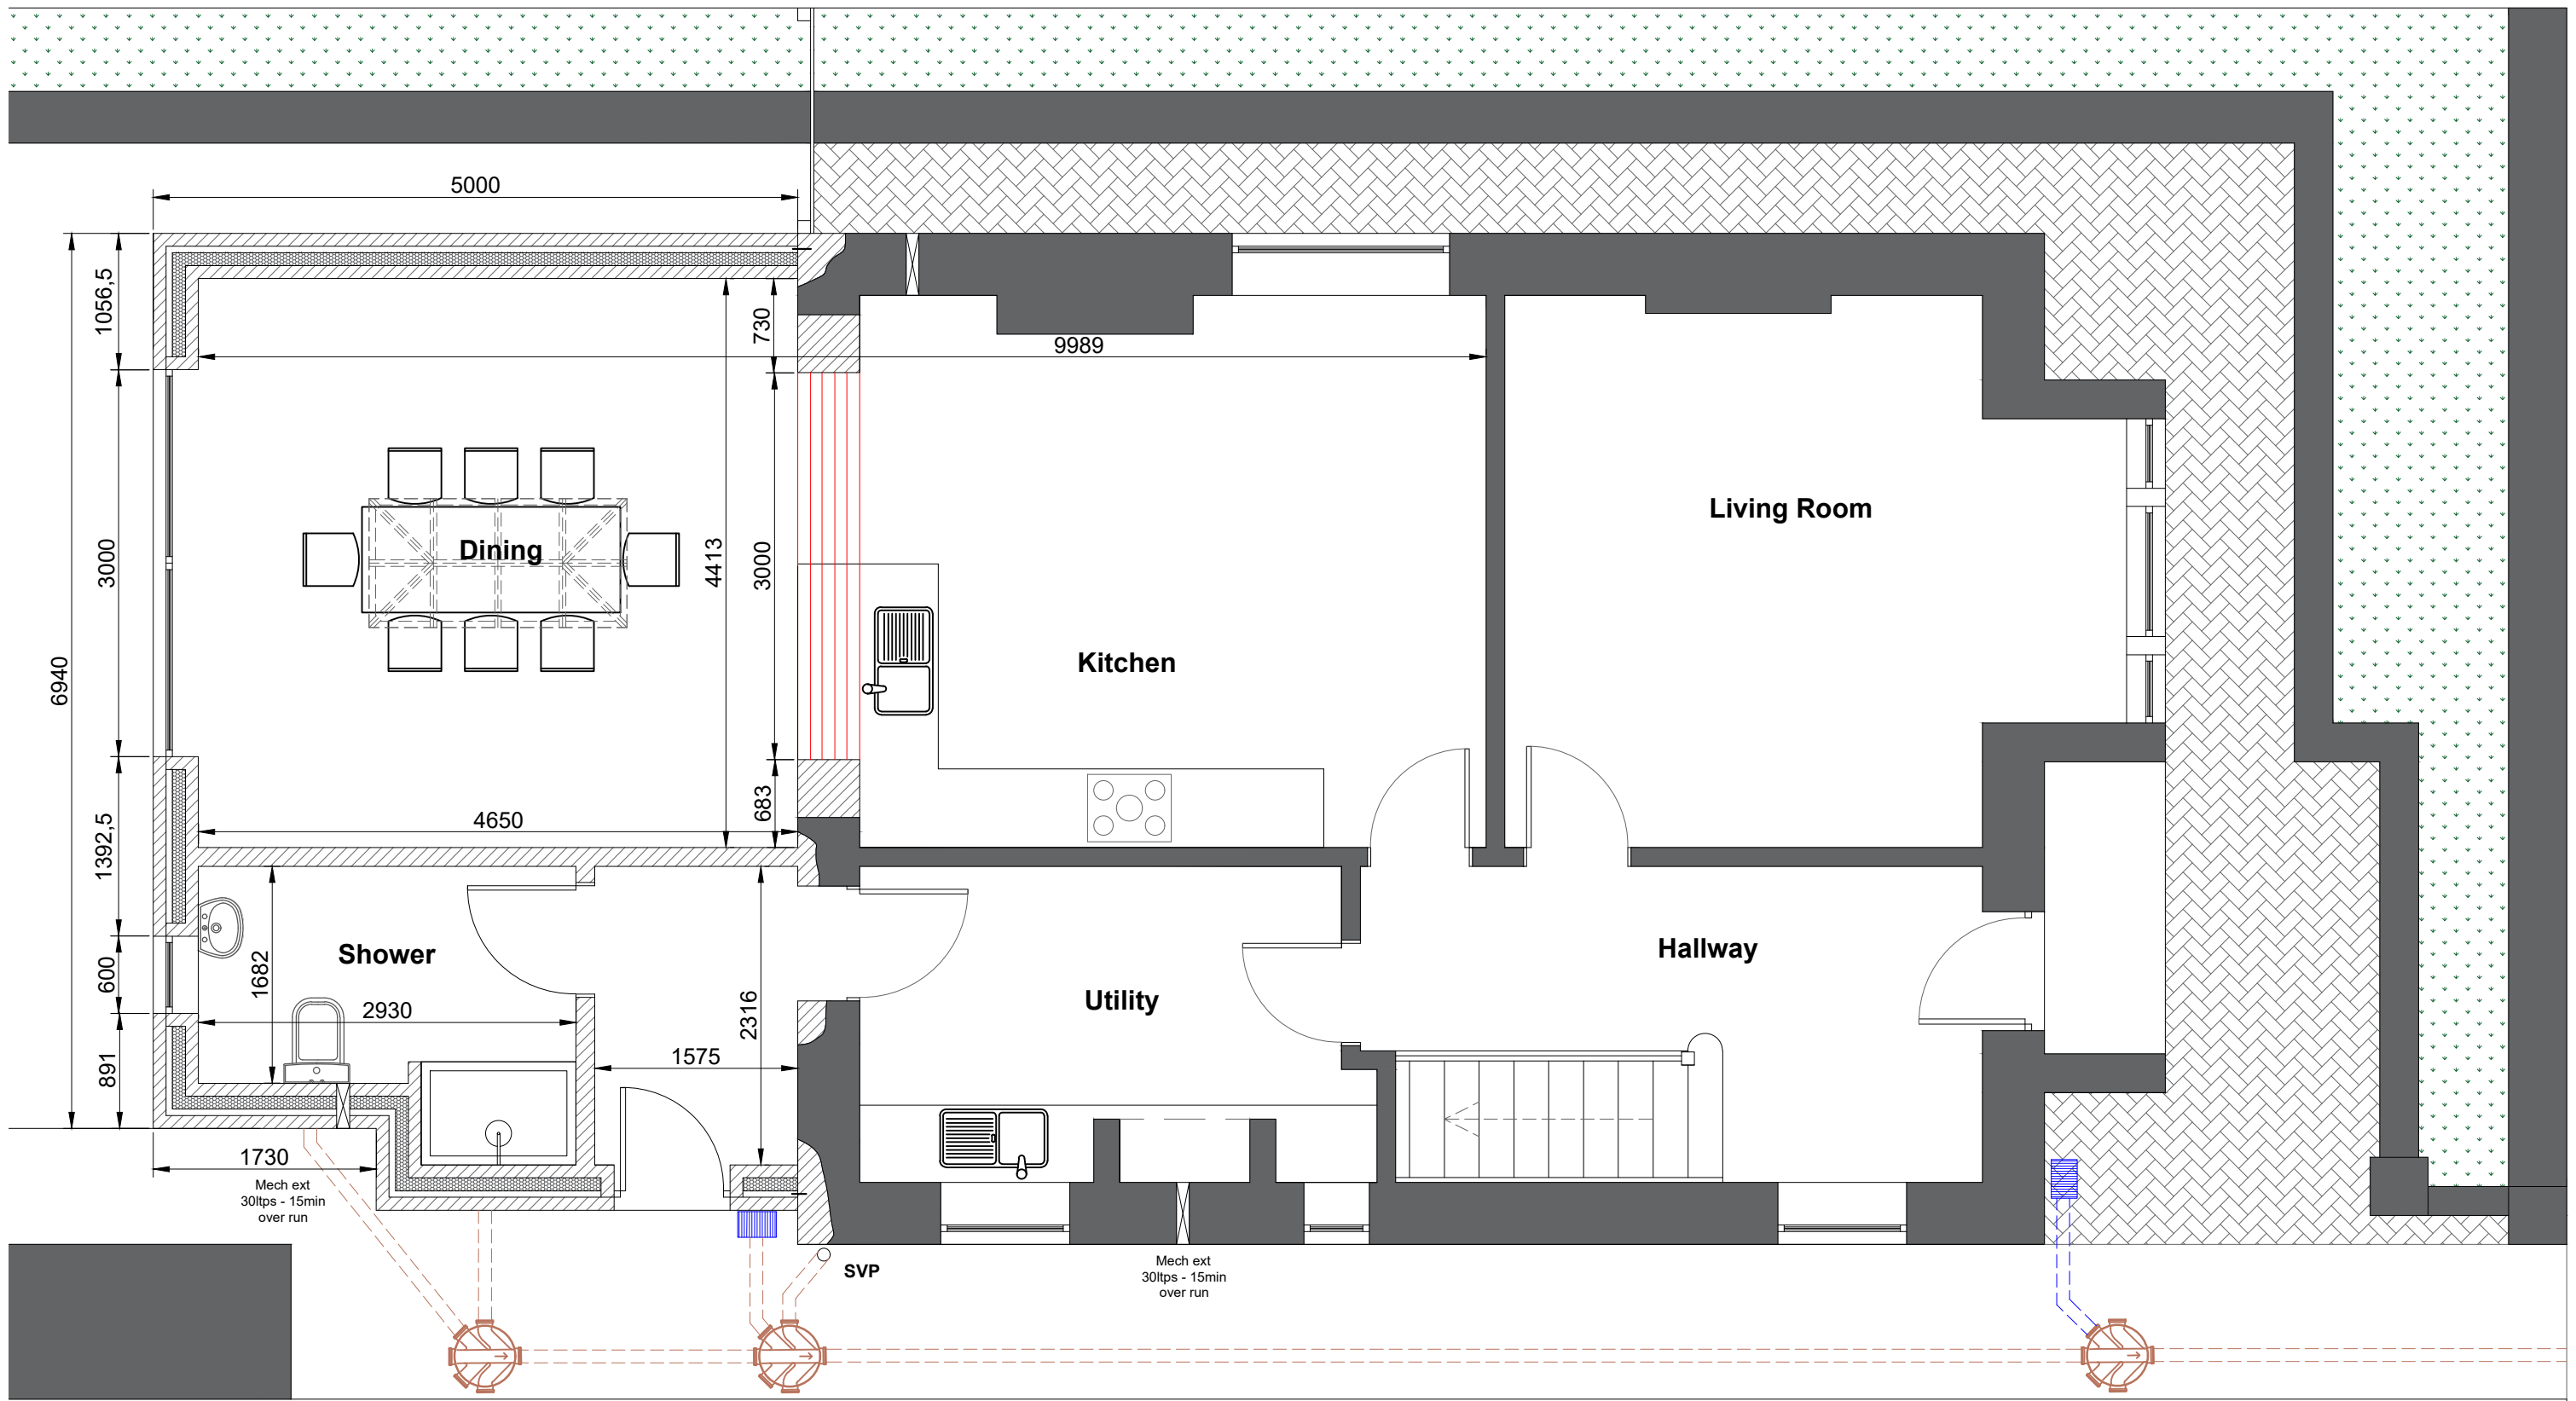 5000
1056,5
730
9989
Living Room
Dining
3000
4413
3000
6940
Kitchen
683
4650
1392,5
Shower
Hallway
600
1682
2930
Utility
2316
891
1575
1730
Mech ext
30ltps - 15min
over run
SVP
Mech ext
30ltps - 15min
over run